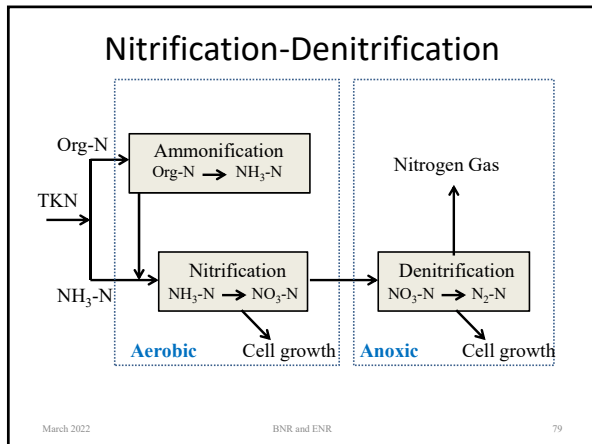 Nitrification-Denitrification
Org-N
Ammonification
Org-N → NH₃-N
Nitrogen Gas
TKN
Nitrification
NH₃-N → NO₃-N
Denitrification
NO₃-N → N₂-N
NH₃-N
Aerobic
Cell growth
Anoxic
Cell growth
March 2022
BNR and ENR
79